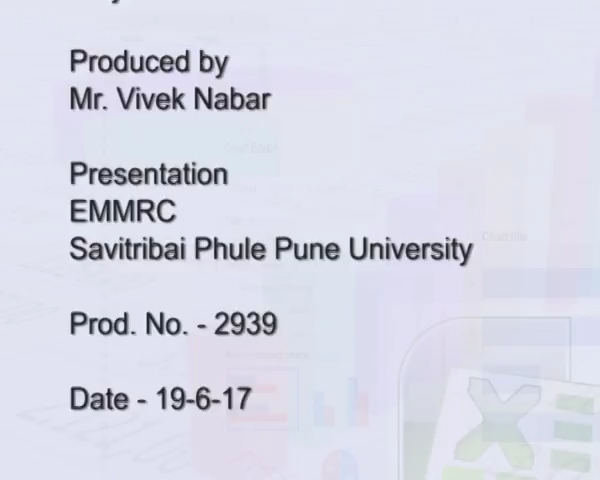 Produced by
Mr. Vivek Nabar
Presentation
EMMRC
Savitribai Phule Pune University
Prod. No. - 2939
Date - 19-6-17